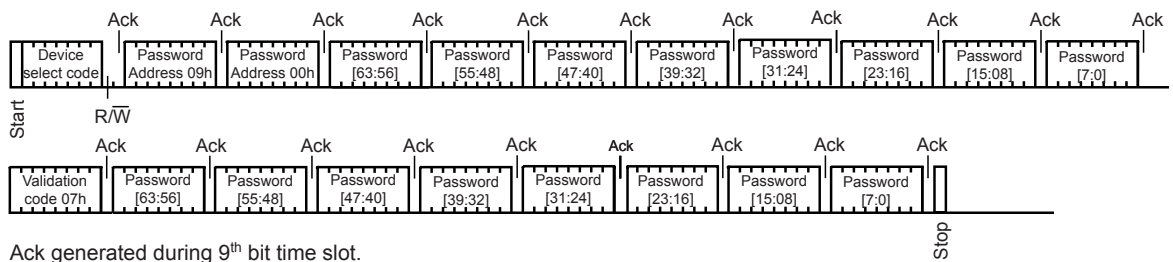 Ack Ack Ack Ack Ack Ack Ack Ack Ack Ack Ack
Device select code
Password Address 09h
Password Address 00h
Password [63:56]
Password [55:48]
Password [47:40]
Password [39:32]
Password [31:24]
Password [23:16]
Password [15:08]
Password [7:0]
Start
R/W̅
Ack Ack Ack Ack Ack Ack Ack Ack Ack
Validation code 07h
Password [63:56]
Password [55:48]
Password [47:40]
Password [39:32]
Password [31:24]
Password [23:16]
Password [15:08]
Password [7:0]
Stop
Ack generated during 9th bit time slot.